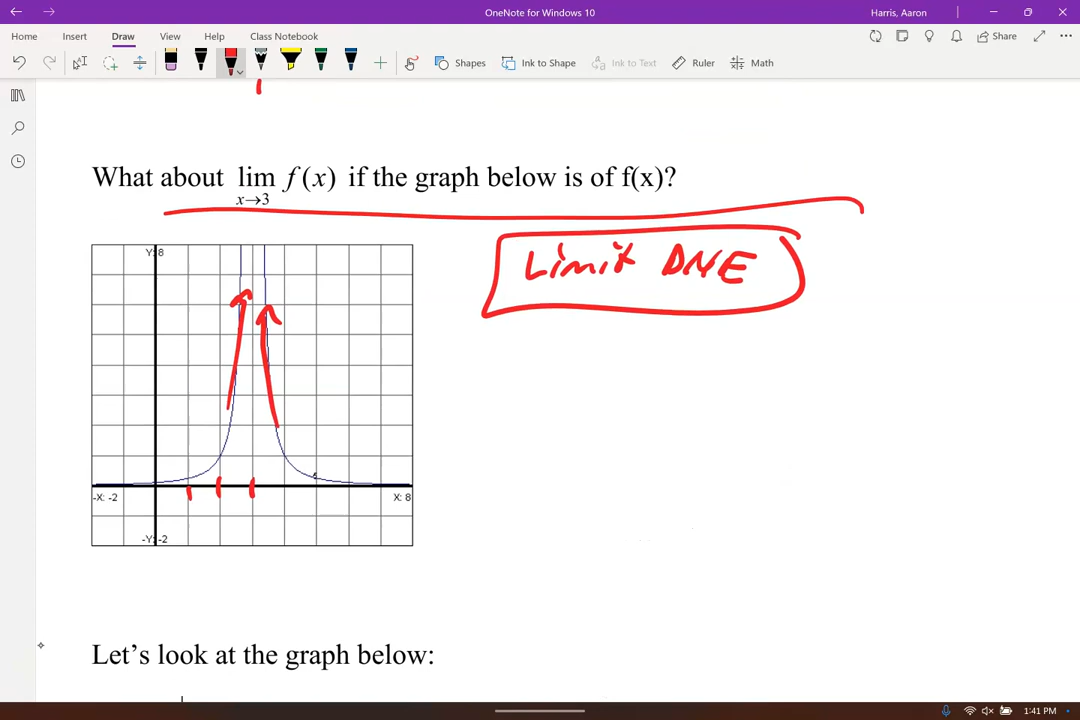 OneNote for Windows 10
Harris, Aaron
Home Insert Draw View Help Class Notebook
Share
Shapes Ink to Shape Ink to Text Ruler Math
What about lim f(x) if the graph below is of f(x)?
x→3
Limit DNE
Y: 8
-X: -2 X: 8
-Y: -2
Let's look at the graph below:
1:41 PM